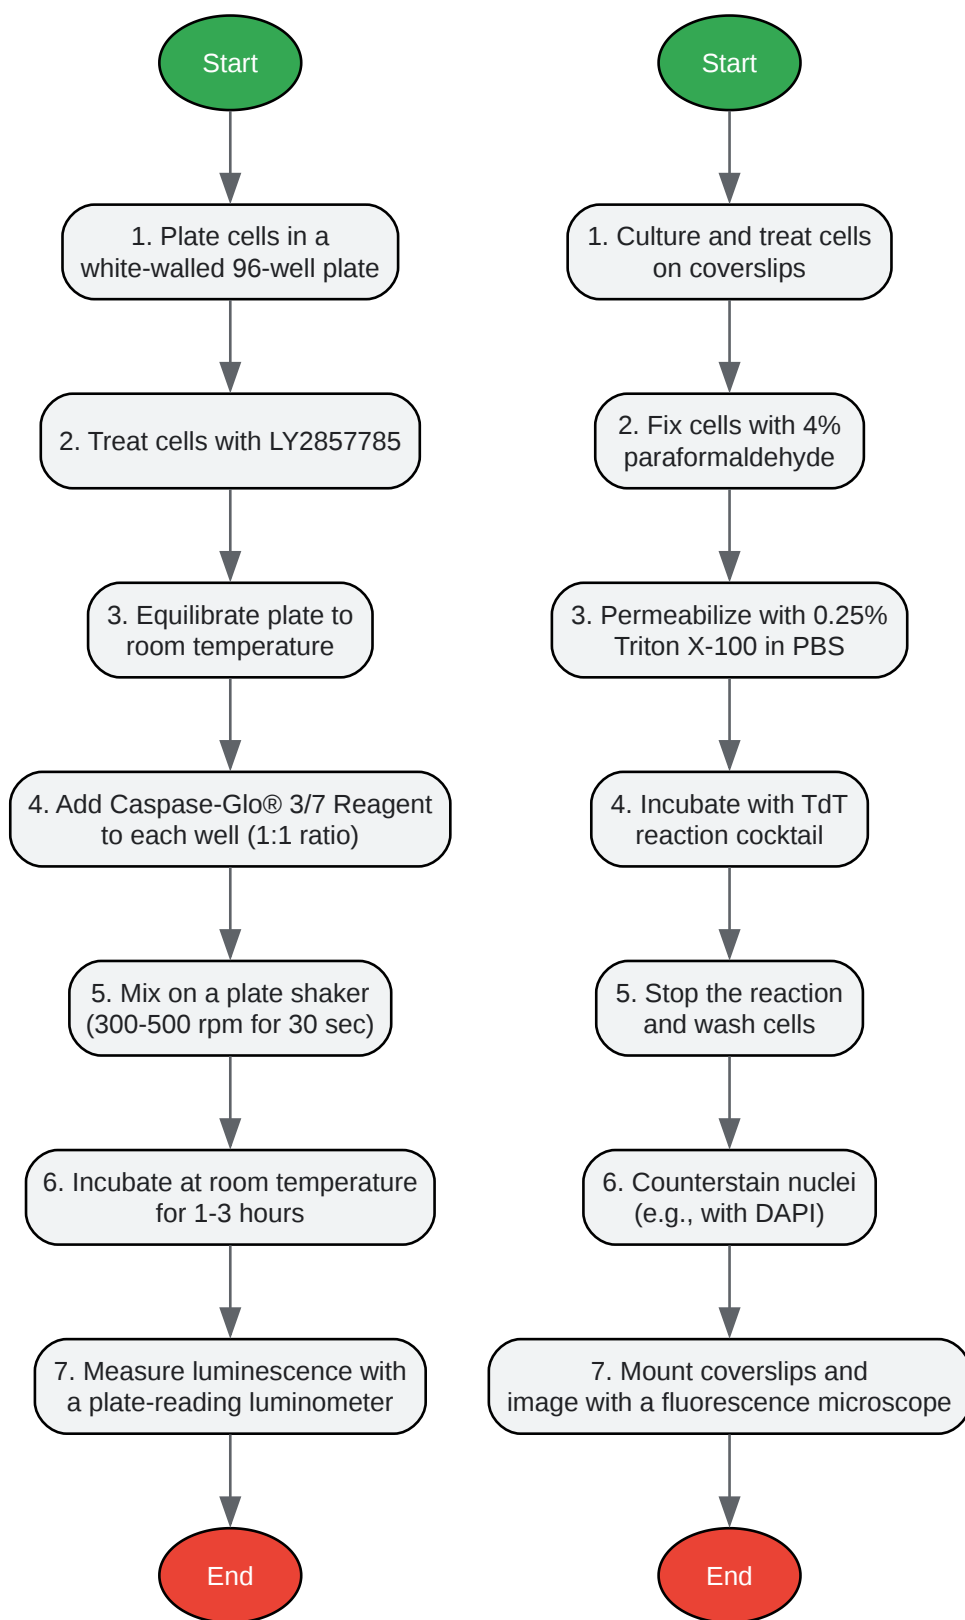 Start
1. Plate cells in a
white-walled 96-well plate
2. Treat cells with LY2857785
3. Equilibrate plate to
room temperature
4. Add Caspase-Glo® 3/7 Reagent
to each well (1:1 ratio)
5. Mix on a plate shaker
(300-500 rpm for 30 sec)
6. Incubate at room temperature
for 1-3 hours
7. Measure luminescence with
a plate-reading luminometer
End
Start
1. Culture and treat cells
on coverslips
2. Fix cells with 4%
paraformaldehyde
3. Permeabilize with 0.25%
Triton X-100 in PBS
4. Incubate with TdT
reaction cocktail
5. Stop the reaction
and wash cells
6. Counterstain nuclei
(e.g., with DAPI)
7. Mount coverslips and
image with a fluorescence microscope
End